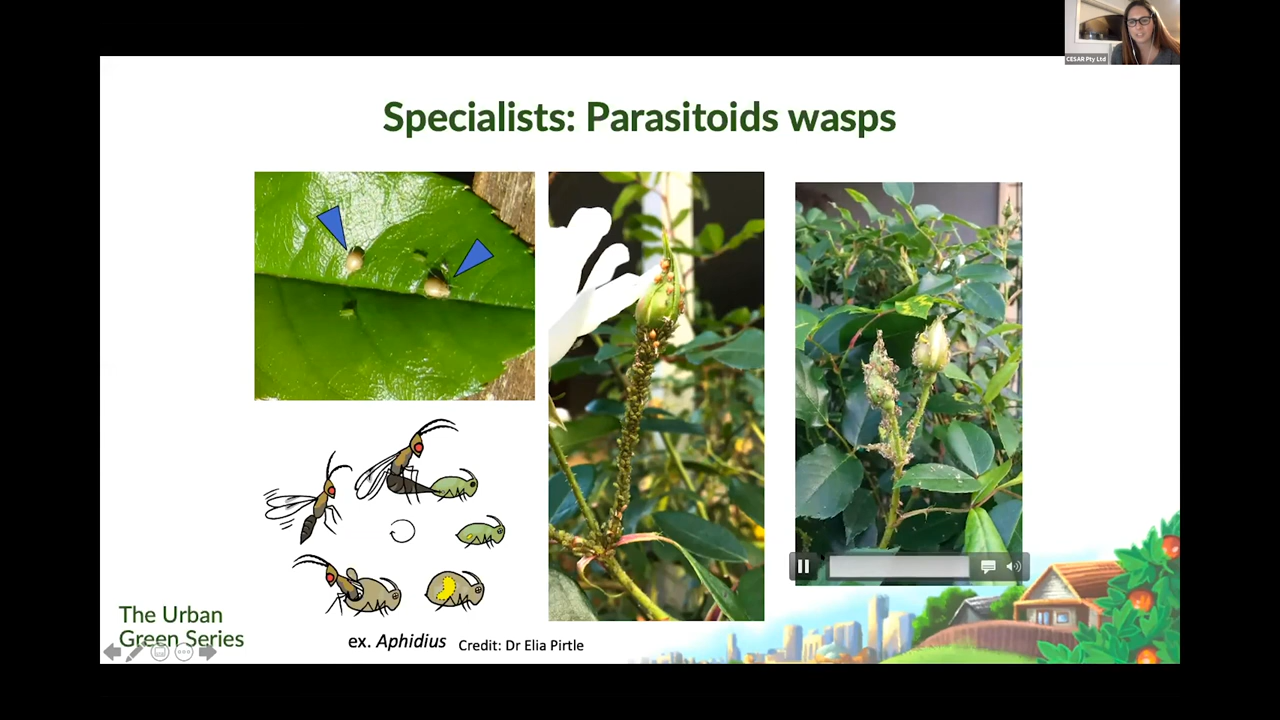 CESAR Pty Ltd
Specialists: Parasitoids wasps
The Urban
Green Series
ex. Aphidius
Credit: Dr Elia Pirtle